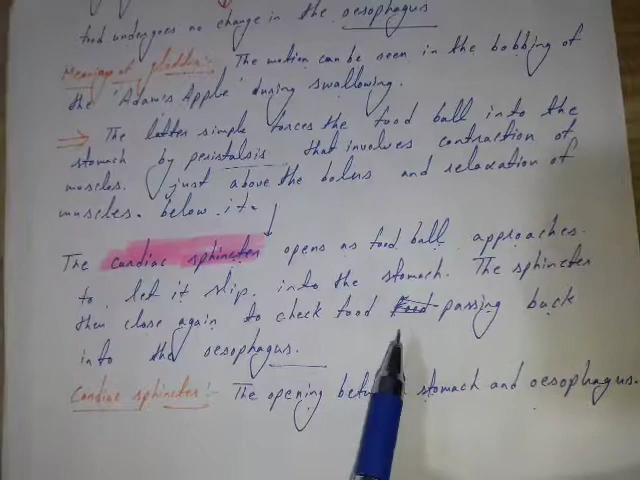 food undergoes no change in the oesophagus
Meaning of gladder:- The motion can be seen in the bobbing of
the 'Adam's Apple' during swallowing.
⇒ The latter simple forces the food ball into the
stomach by peristalsis that involves contraction of
muscles. just above the bolus and relaxation of
muscles. below it.
The cardiac sphincter opens as food ball approaches.
to let it slip. into the stomach. The sphincter
then close again to check food passing back
into the oesophagus.
Cardiac sphincter:- The opening stomach and oesophagus.